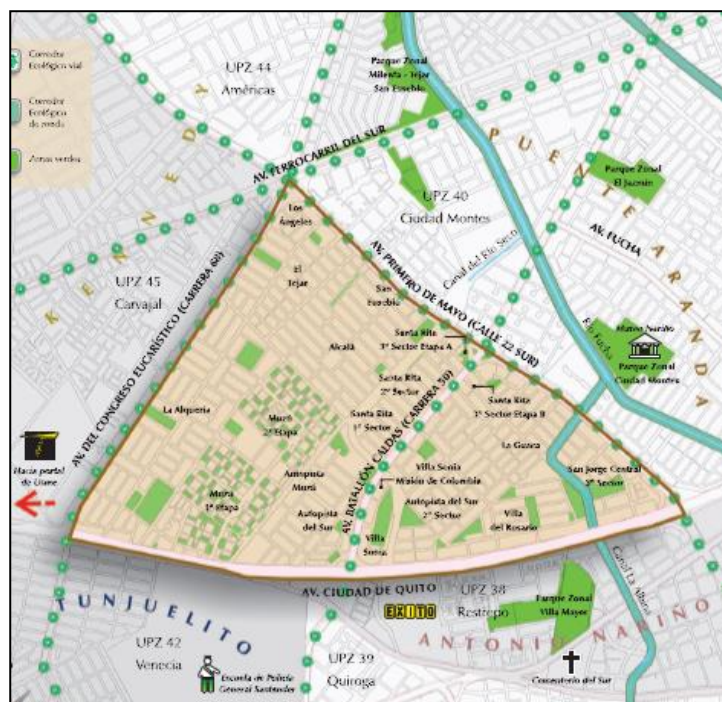 Corredor
Ecológico vial
Corredor
Ecológico
de ronda
Areas verdes
UPZ 44
Américas
KENNEDY
Parque Zonal
Milenta - Tejar
San Eusebio
AV. FERROCARRIL DEL SUR
PUENTE ARANDA
Parque Zonal
El Jazmín
UPZ 40
Ciudad Montes
AV. FUCHA
Canal del Río Seco
Los
Ángeles
AV. PRIMERO DE MAYO (CALLE 22 SUR)
UPZ 45
Carvajal
El
Tejar
San
Eusebio
Río Fucha
Museo Nariño
Parque Zonal
Ciudad Montes
AV. DEL CONGRESO EUCARÍSTICO (CARRERA 68)
Alcalá
Santa Rita
3º Sector Etapa A
Santa Rita
2º Sector
Santa Rita
3º Sector Etapa B
La Alquería
Muzú
2ª Etapa
Santa Rita
1º Sector
AV. BATALLÓN CALDAS (CARRERA 50)
La Guaca
Hacia portal
de Usme
Autopista
Muzú
Villa Sonia
Misión de Colombia
San Jorge Central
2º Sector
Muzú
1ª Etapa
Autopista
del Sur
Autopista del Sur
2º Sector
Villa
del Rosario
Villa
Sonia
AV. CIUDAD DE QUITO
Canal La Albina
TUNJUELITO
EXITO
UPZ 38
Restrepo
Parque Zonal
Villa Mayor
ANTONIO NARIÑO
UPZ 42
Venecia
Escuela de Policía
General Santander
UPZ 39
Quiroga
Cementerio del Sur